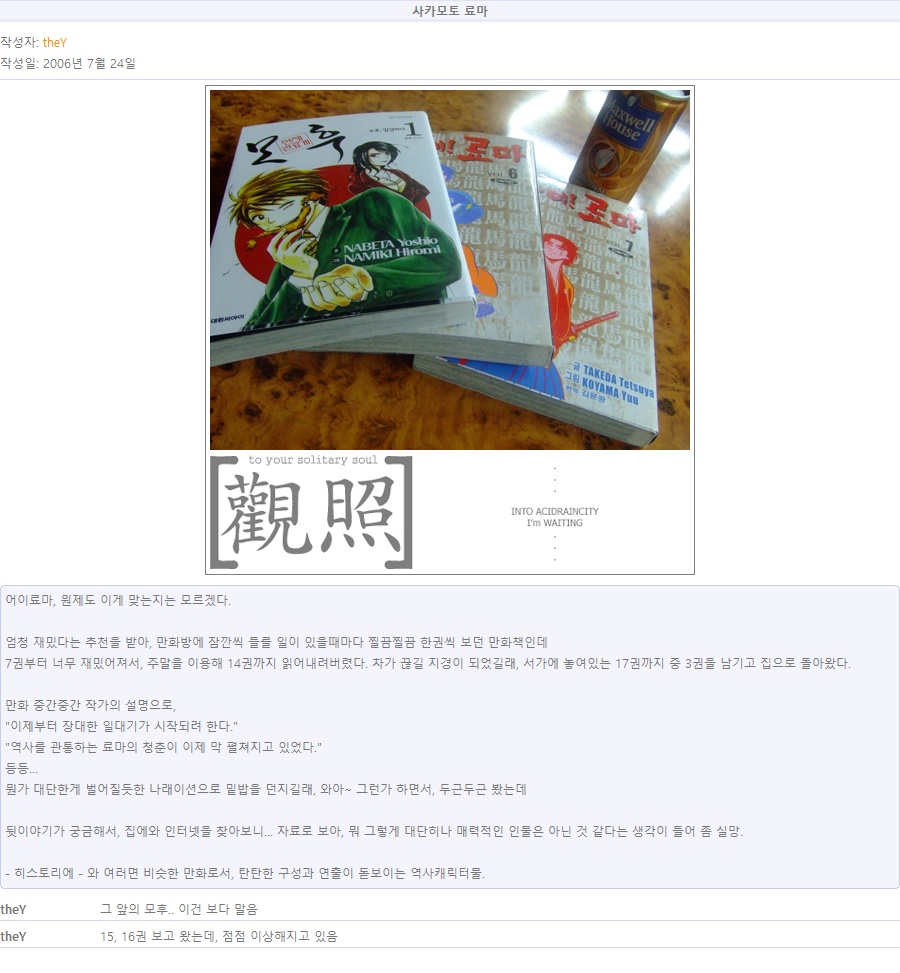 사카모토 료마
작성자: theY
작성일: 2006년 7월 24일
모후
1
NABETA Yoshio
NAMIKI Hiromi
대원씨아이
료마
VOL. 6
료마
VOL. 7
龍馬
글 TAKEDA Tetsuya
그림 KOYAMA Yuu
번역 김문광
Maxwell House
to your solitary soul
[觀照]
INTO ACIDRAINCITY
I'm WAITING
어이료마, 원제도 이게 맞는지는 모르겠다.
엄청 재밌다는 추천을 받아, 만화방에 잠깐씩 들를 일이 있을때마다 찔끔찔끔 한권씩 보던 만화책인데
7권부터 너무 재밌어져서, 주말을 이용해 14권까지 읽어내려버렸다. 차가 끊길 지경이 되었길래, 서가에 놓여있는 17권까지 중 3권을 남기고 집으로 돌아왔다.
만화 중간중간 작가의 설명으로,
"이제부터 장대한 일대기가 시작되려 한다."
"역사를 관통하는 료마의 청춘이 이제 막 펼쳐지고 있었다."
등등...
뭔가 대단한게 벌어질듯한 나래이션으로 밑밥을 던지길래, 와아~ 그런가 하면서, 두근두근 봤는데
뒷이야기가 궁금해서, 집에와 인터넷을 찾아보니... 자료로 보아, 뭐 그렇게 대단히나 매력적인 인물은 아닌 것 같다는 생각이 들어 좀 실망.
- 히스토리에 - 와 여러면 비슷한 만화로서, 탄탄한 구성과 연출이 돋보이는 역사캐릭터물.
theY 그 앞의 모후.. 이건 보다 말음
theY 15, 16권 보고 왔는데, 점점 이상해지고 있음